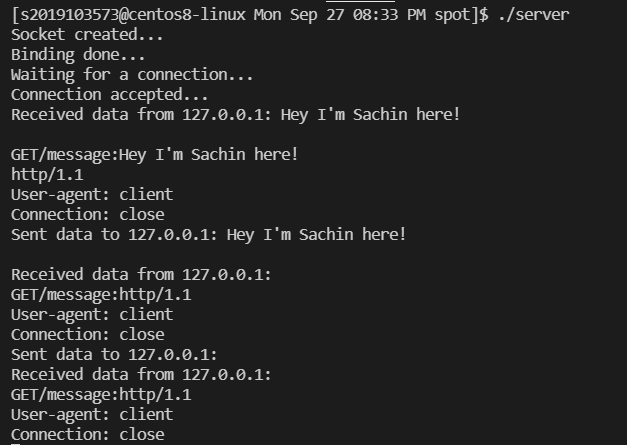 [s2019103573@centos8-linux Mon Sep 27 08:33 PM spot]$ ./server
Socket created...
Binding done...
Waiting for a connection...
Connection accepted...
Received data from 127.0.0.1: Hey I'm Sachin here!
GET/message:Hey I'm Sachin here!
http/1.1
User-agent: client
Connection: close
Sent data to 127.0.0.1: Hey I'm Sachin here!
Received data from 127.0.0.1:
GET/message:http/1.1
User-agent: client
Connection: close
Sent data to 127.0.0.1:
Received data from 127.0.0.1:
GET/message:http/1.1
User-agent: client
Connection: close